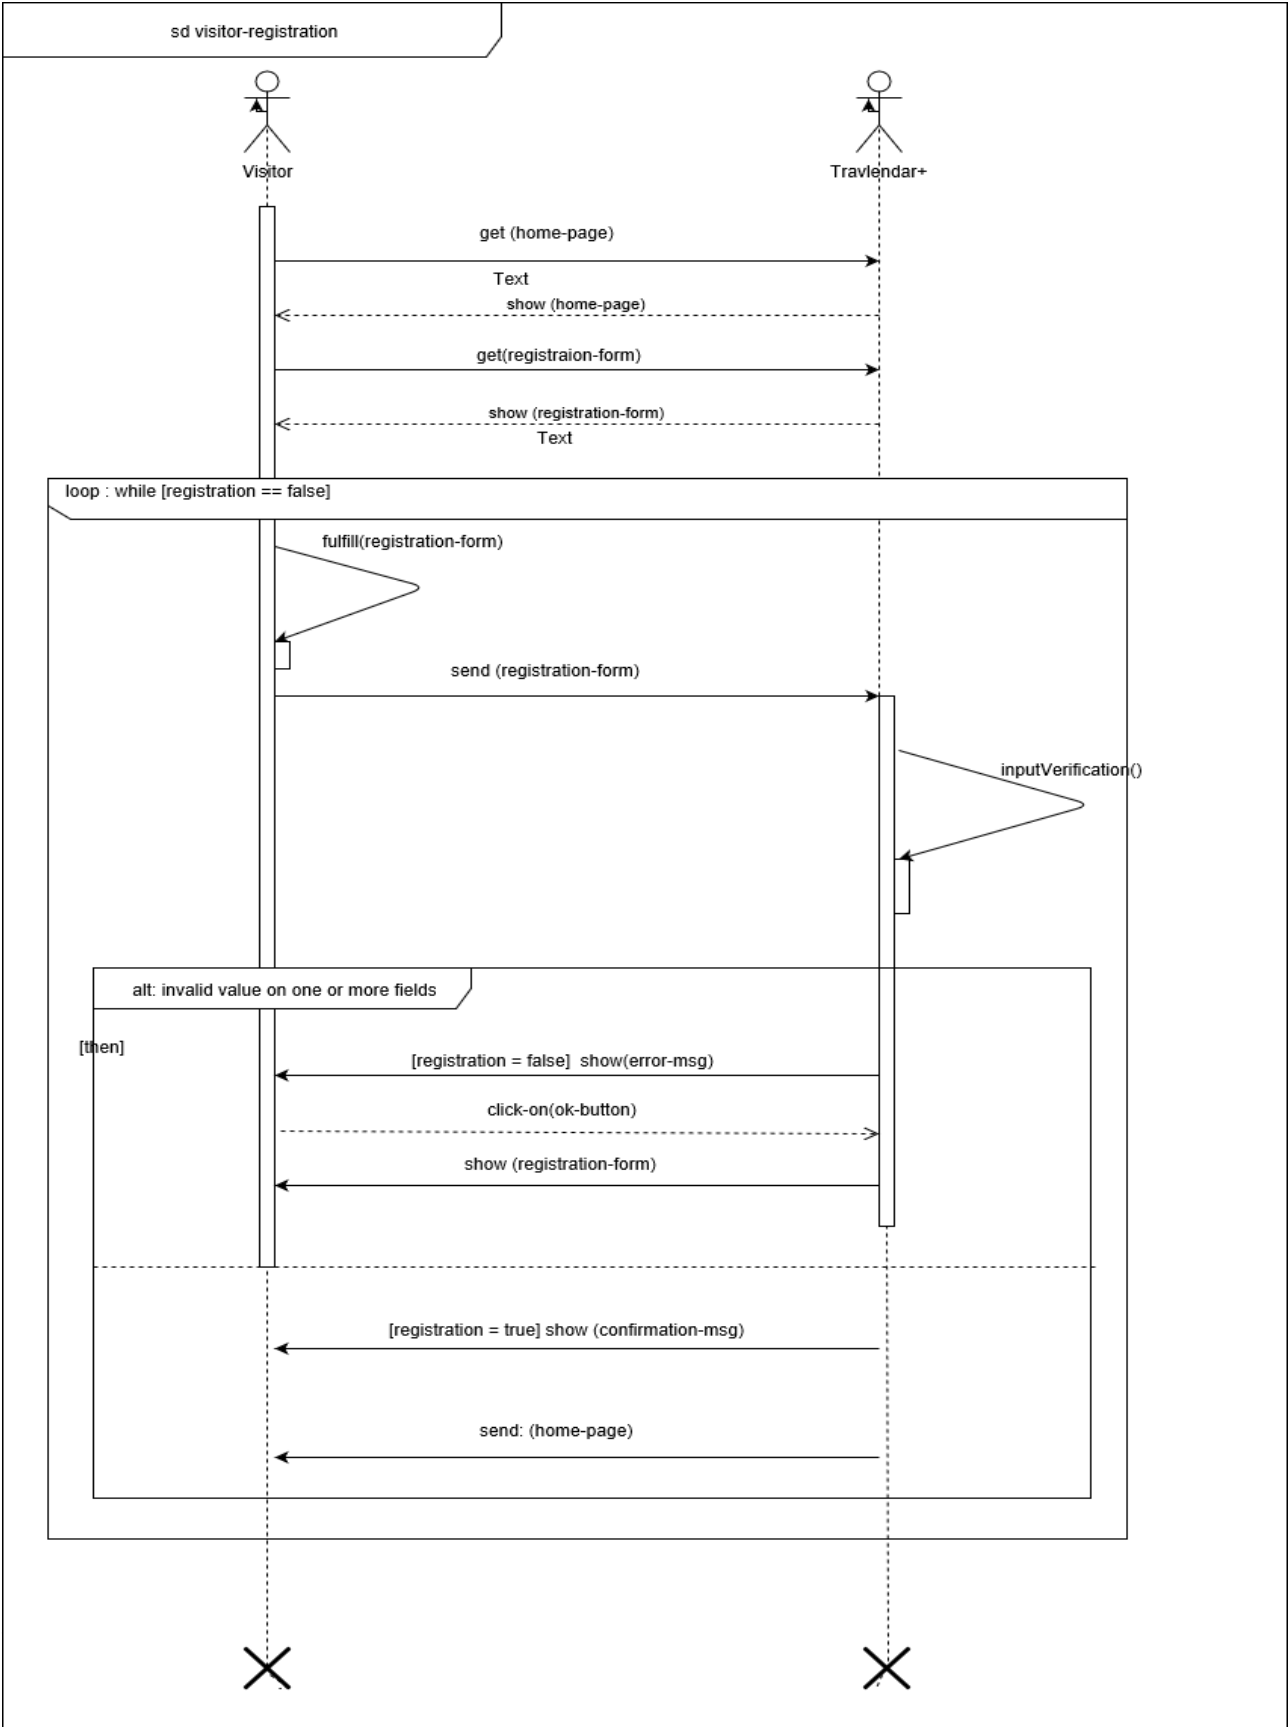 sd visitor-registration
Visitor
Travlendar+
get (home-page)
Text
show (home-page)
get(registraion-form)
show (registration-form)
Text
loop : while [registration == false]
fulfill(registration-form)
send (registration-form)
inputVerification()
alt: invalid value on one or more fields
[then]
[registration = false]  show(error-msg)
click-on(ok-button)
show (registration-form)
[registration = true] show (confirmation-msg)
send: (home-page)